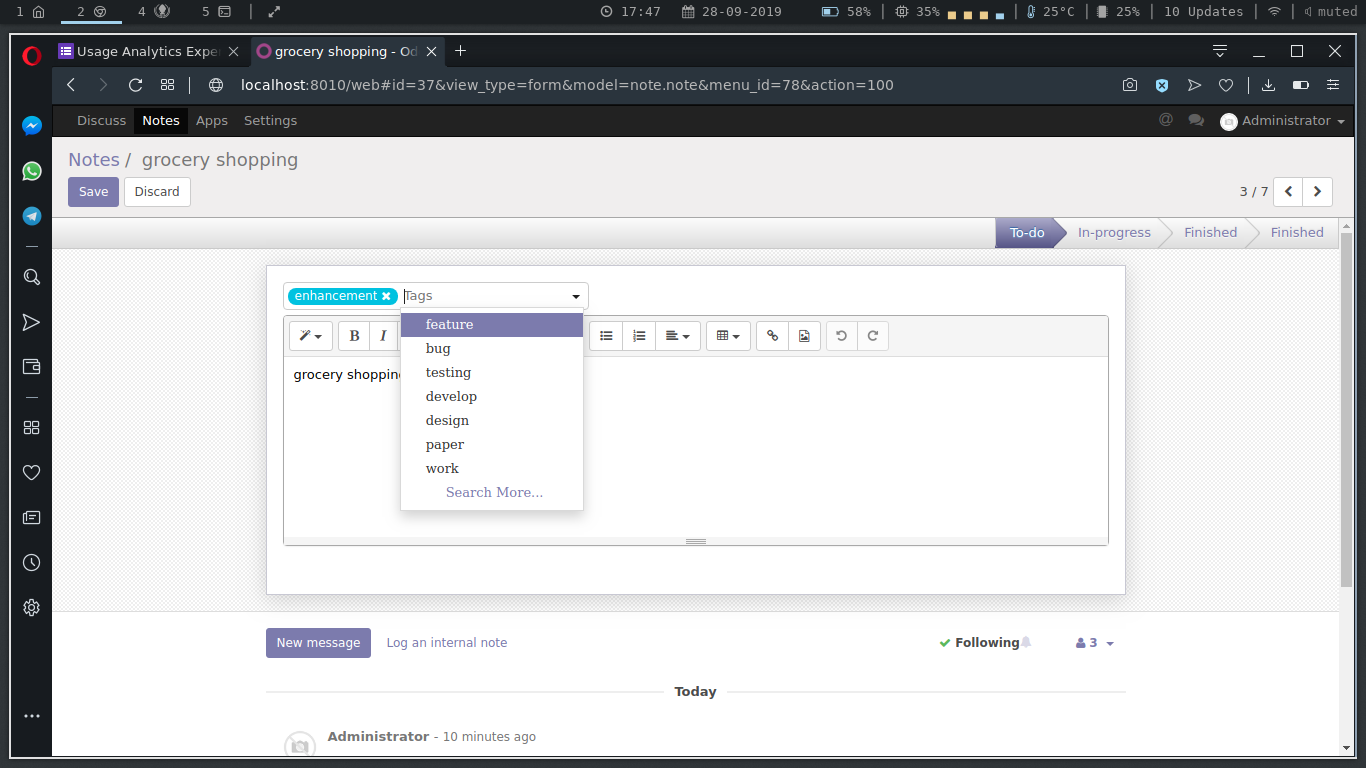 1 2 4 5 17:47 28-09-2019 58% 35% 25°C 25% 10 Updates muted
Usage Analytics Expe grocery shopping - Od
localhost:8010/web#id=37&view_type=form&model=note.note&menu_id=78&action=100
Discuss Notes Apps Settings @ Administrator
Notes / grocery shopping
Save Discard 3 / 7
To-do In-progress Finished Finished
enhancement Tags
B I
feature
bug
testing
develop
design
paper
work
Search More...
grocery shoppin
New message Log an internal note Following 3
Today
Administrator - 10 minutes ago